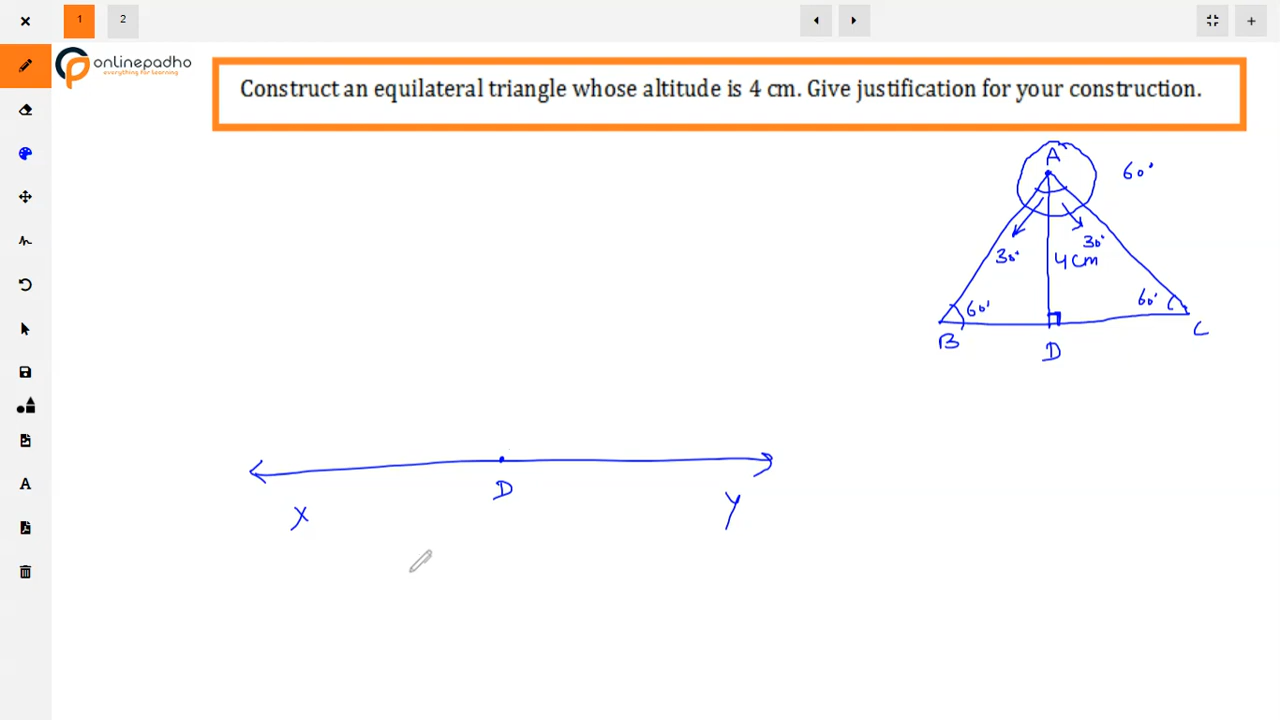 1
2
onlinepadho
everything for learning
Construct an equilateral triangle whose altitude is 4 cm. Give justification for your construction.
A
60°
30°
30°
4cm
60°
60°
B
D
C
D
X
Y
A